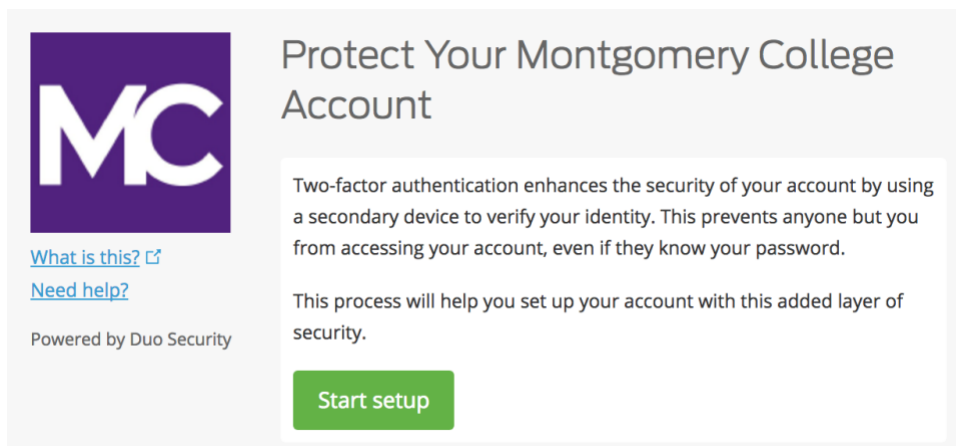 MC
What is this?
Need help?
Powered by Duo Security
Protect Your Montgomery College
Account
Two-factor authentication enhances the security of your account by using
a secondary device to verify your identity. This prevents anyone but you
from accessing your account, even if they know your password.
This process will help you set up your account with this added layer of
security.
Start setup